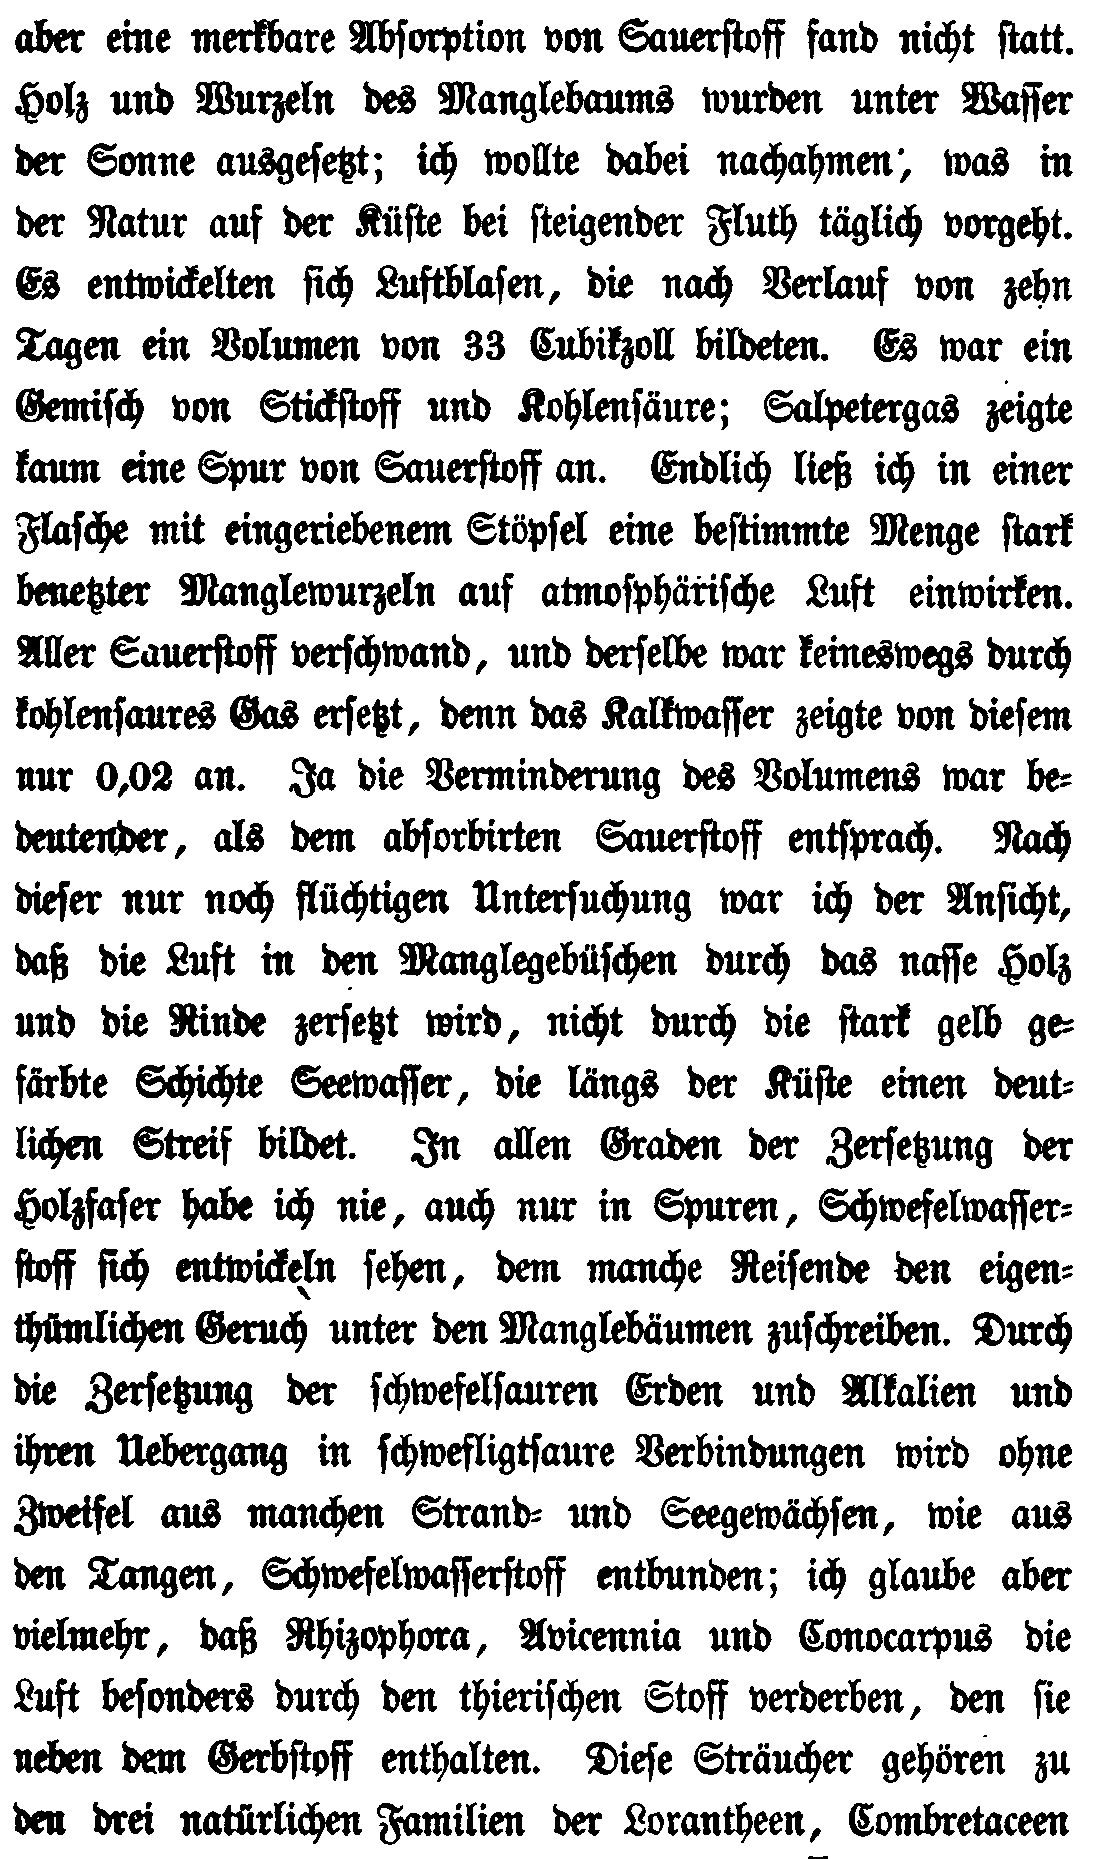 aber eine merkbare Absorption von Sauerstoff fand nicht statt.
Holz und Wurzeln des Manglebaums wurden unter Wasser
der Sonne ausgesetzt; ich wollte dabei nachahmen, was in
der Natur auf der Küste bei steigender Fluth täglich vorgeht.
Es entwickelten sich Luftblasen, die nach Verlauf von zehn
Tagen ein Volumen von 33 Cubikzoll bildeten. Es war ein
Gemisch von Stickstoff und Kohlensäure; Salpetergas zeigte
kaum eine Spur von Sauerstoff an. Endlich ließ ich in einer
Flasche mit eingeriebenem Stöpsel eine bestimmte Menge stark
benetzter Manglewurzeln auf atmosphärische Luft einwirken.
Aller Sauerstoff verschwand, und derselbe war keineswegs durch
kohlensaures Gas ersetzt, denn das Kalkwasser zeigte von diesem
nur 0,02 an. Ja die Verminderung des Volumens war be-
deutender, als dem absorbirten Sauerstoff entsprach. Nach
dieser nur noch flüchtigen Untersuchung war ich der Ansicht,
daß die Luft in den Manglegebüschen durch das nasse Holz
und die Rinde zersetzt wird, nicht durch die stark gelb ge-
färbte Schichte Seewasser, die längs der Küste einen deut-
lichen Streif bildet. In allen Graden der Zersetzung der
Holzfaser habe ich nie, auch nur in Spuren, Schwefelwasser-
stoff sich entwickeln sehen, dem manche Reisende den eigen-
thümlichen Geruch unter den Manglebäumen zuschreiben. Durch
die Zersetzung der schwefelsauren Erden und Alkalien und
ihren Uebergang in schwefligtsaure Verbindungen wird ohne
Zweifel aus manchen Strand- und Seegewächsen, wie aus
den Tangen, Schwefelwasserstoff entbunden; ich glaube aber
vielmehr, daß Rhizophora, Avicennia und Conocarpus die
Luft besonders durch den thierischen Stoff verderben, den sie
neben dem Gerbstoff enthalten. Diese Sträucher gehören zu
den drei natürlichen Familien der Lorantheen, Combretaceen